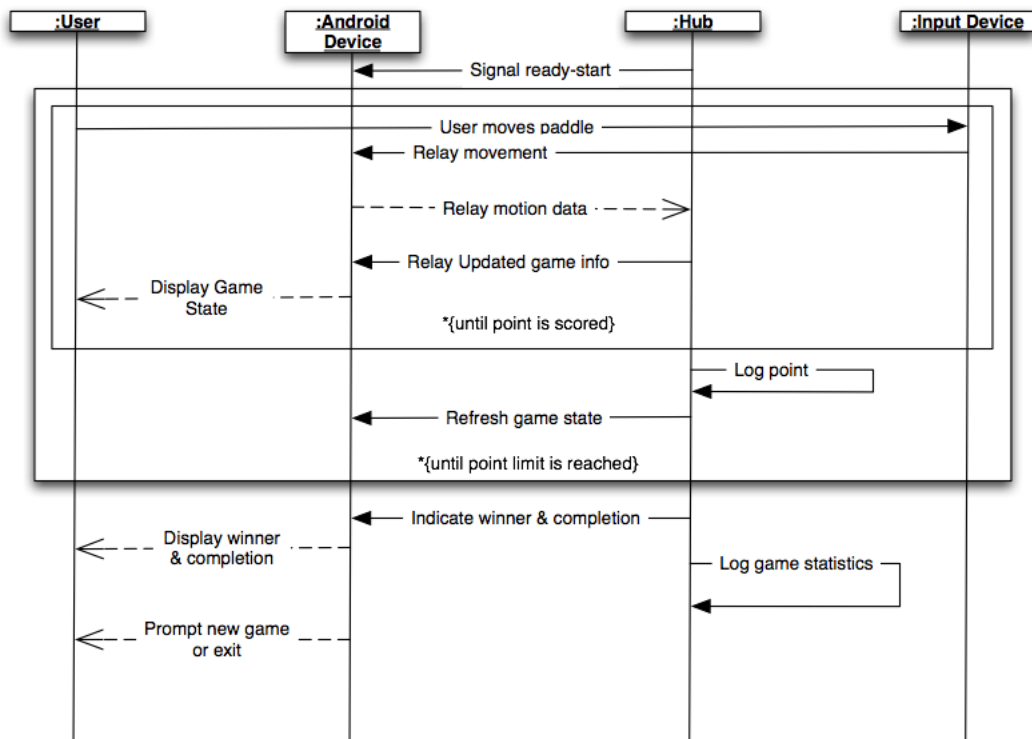 :User
:Android
Device
:Hub
:Input Device
Signal ready-start
User moves paddle
Relay movement
Relay motion data
Relay Updated game info
Display Game
State
*{until point is scored}
Log point
Refresh game state
*{until point limit is reached}
Indicate winner & completion
Display winner
& completion
Log game statistics
Prompt new game
or exit